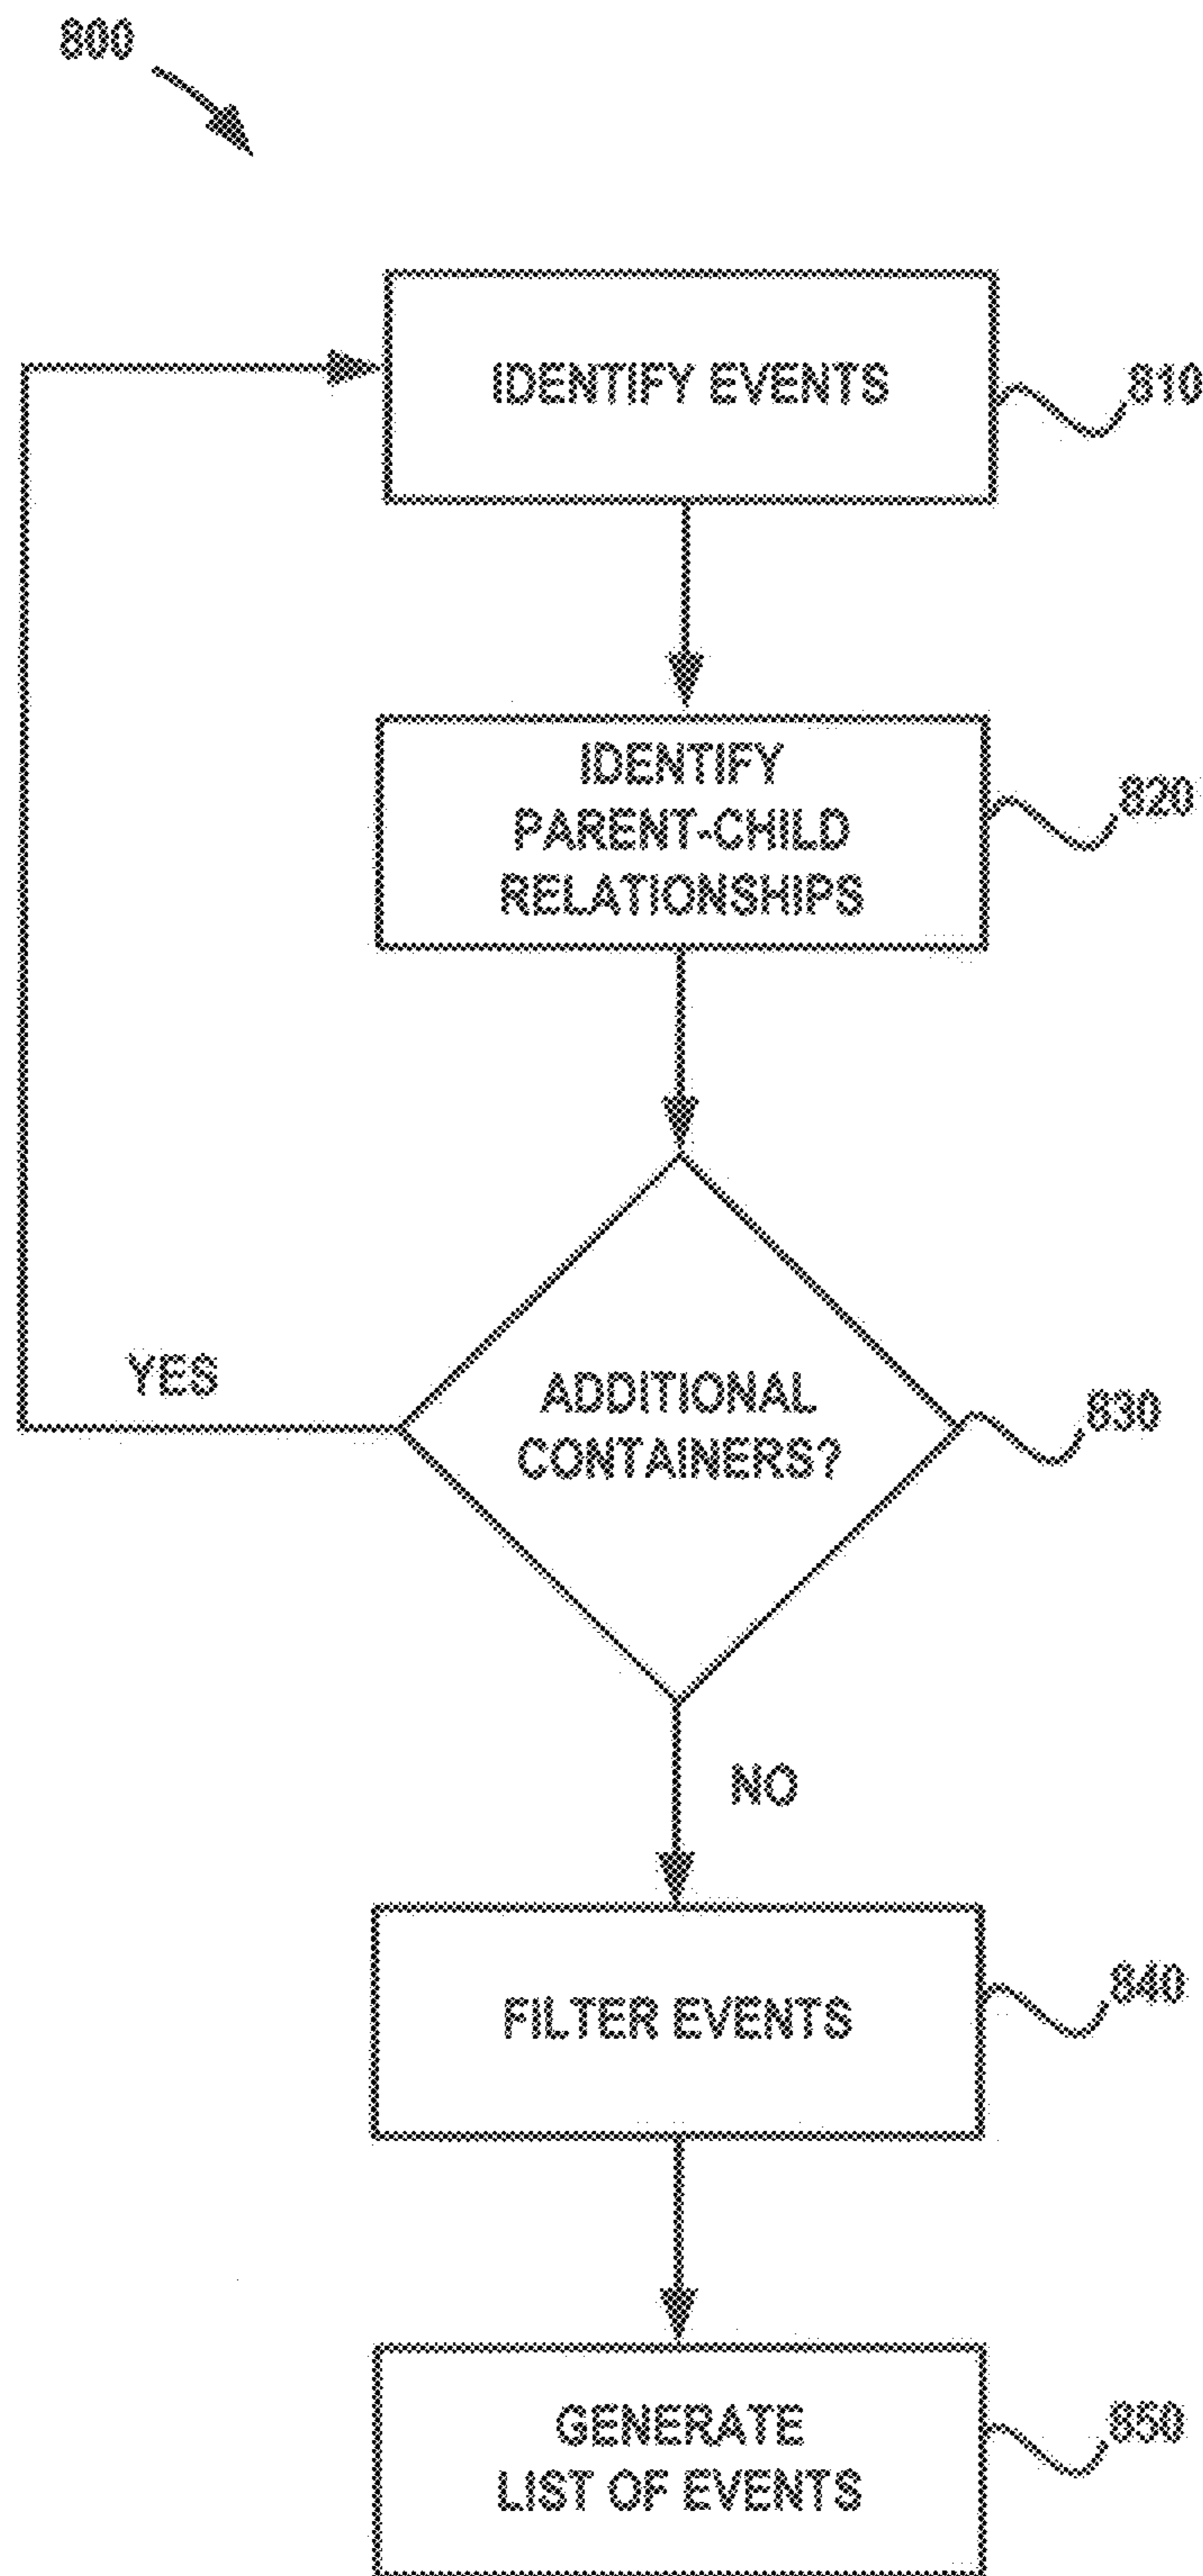 800
IDENTIFY EVENTS
810
IDENTIFY
PARENT-CHILD
RELATIONSHIPS
820
YES
ADDITIONAL
CONTAINERS?
830
NO
FILTER EVENTS
840
GENERATE
LIST OF EVENTS
850